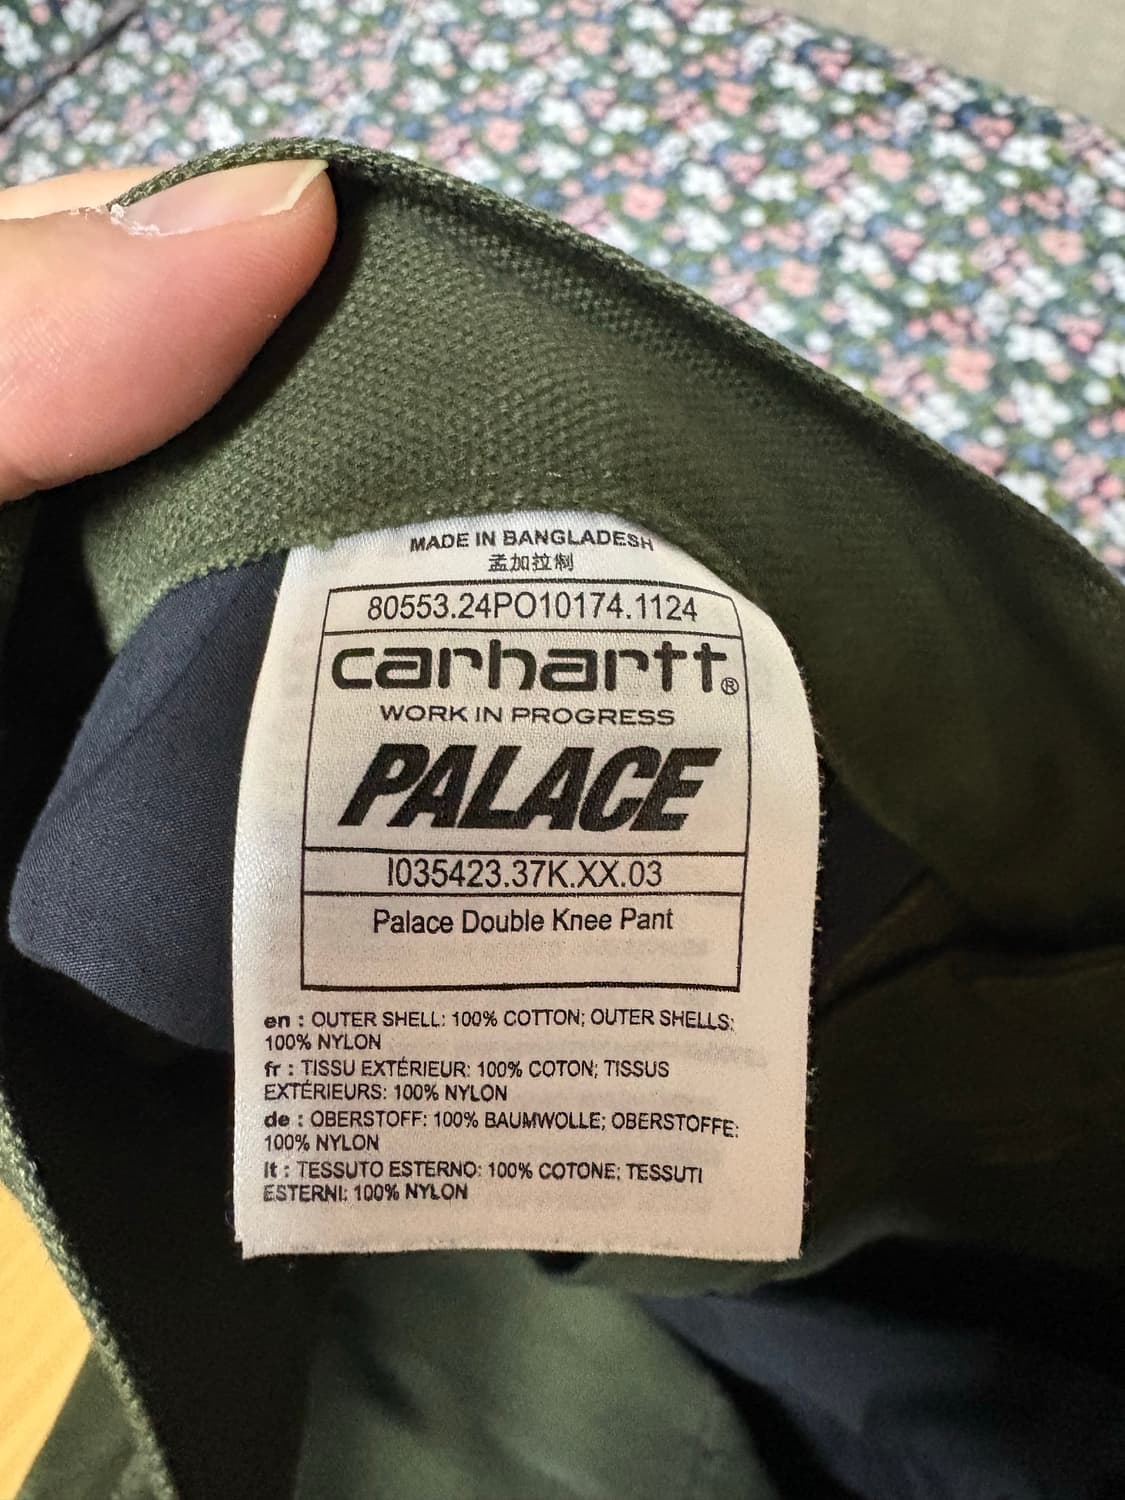 MADE IN BANGLADESH
孟加拉制
80553.24PO10174.1124
carhartt®
WORK IN PROGRESS
PALACE
I035423.37K.XX.03
Palace Double Knee Pant
en : OUTER SHELL: 100% COTTON; OUTER SHELLS:
100% NYLON
fr : TISSU EXTÉRIEUR: 100% COTON; TISSUS
EXTÉRIEURS: 100% NYLON
de : OBERSTOFF: 100% BAUMWOLLE; OBERSTOFFE:
100% NYLON
it : TESSUTO ESTERNO: 100% COTONE; TESSUTI
ESTERNI: 100% NYLON